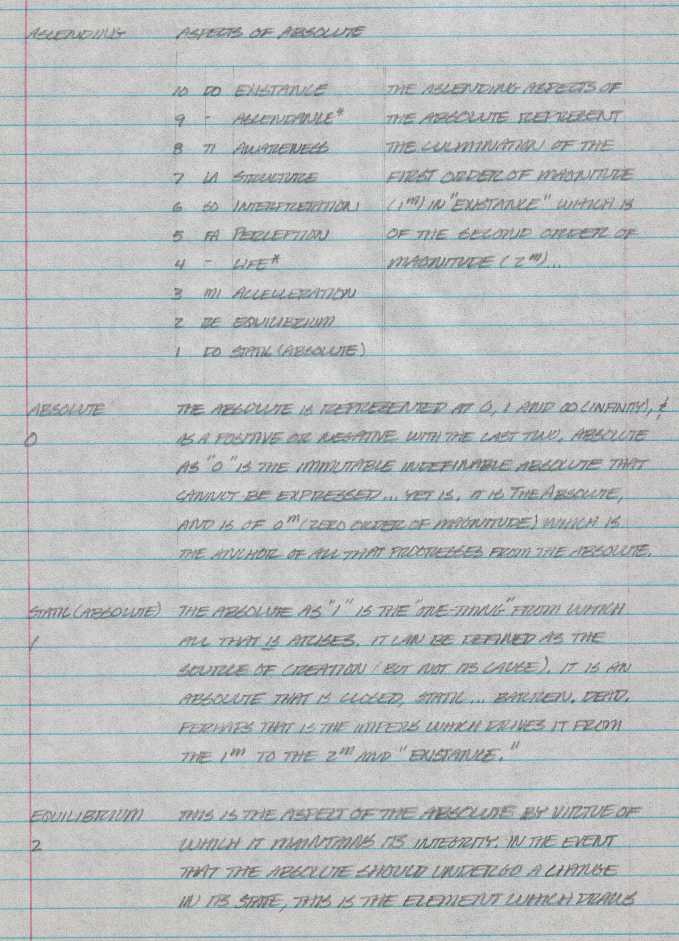 ASCENDING ASPECTS OF ABSOLUTE
10 DO EXISTANCE THE ASCENDING ASPECTS OF
9 - ASCENDANCE* THE ABSOLUTE REPRESENT
8 TI AWARENESS THE CULMINATION OF THE
7 LA STRUCTURE FIRST ORDER OF MAGNITUDE
6 SO INTERPRETATION (1ᵐ) IN "EXISTANCE" WHICH IS
5 FA PERCEPTION OF THE SECOND ORDER OF
4 - LIFE* MAGNITUDE (2ᵐ)...
3 MI ACCELLERATION
2 RE EQUILIBRIUM
1 DO STATIC (ABSOLUTE)
ABSOLUTE THE ABSOLUTE IS REPRESENTED AT 0, 1 AND ∞ (INFINITY), &
0 AS A POSITIVE OR NEGATIVE WITH THE LAST TWO. ABSOLUTE
AS "0" IS THE IMMUTABLE INDEFINABLE ABSOLUTE THAT
CANNOT BE EXPRESSED... YET IS. IT IS THE ABSOLUTE,
AND IS OF 0ᵐ (ZERO ORDER OF MAGNITUDE) WHICH IS
THE ANCHOR OF ALL THAT PROGRESSES FROM THE ABSOLUTE.
STATIC (ABSOLUTE) THE ABSOLUTE AS "1" IS THE "ONE-THING" FROM WHICH
1 ALL THAT IS ARISES. IT CAN BE DEFINED AS THE
SOURCE OF CREATION (BUT NOT ITS CAUSE). IT IS AN
ABSOLUTE THAT IS CLOSED, STATIC... BARREN. DEAD.
PERHAPS THAT IS THE IMPETUS WHICH DRIVES IT FROM
THE 1ᵐ TO THE 2ᵐ AND "EXISTANCE."
EQUILIBRIUM THIS IS THE ASPECT OF THE ABSOLUTE BY VIRTUE OF
2 WHICH IT MAINTAINS ITS INTEGRITY. IN THE EVENT
THAT THE ABSOLUTE SHOULD UNDERGO A CHANGE
IN ITS STATE, THIS IS THE ELEMENT WHICH DRAWS